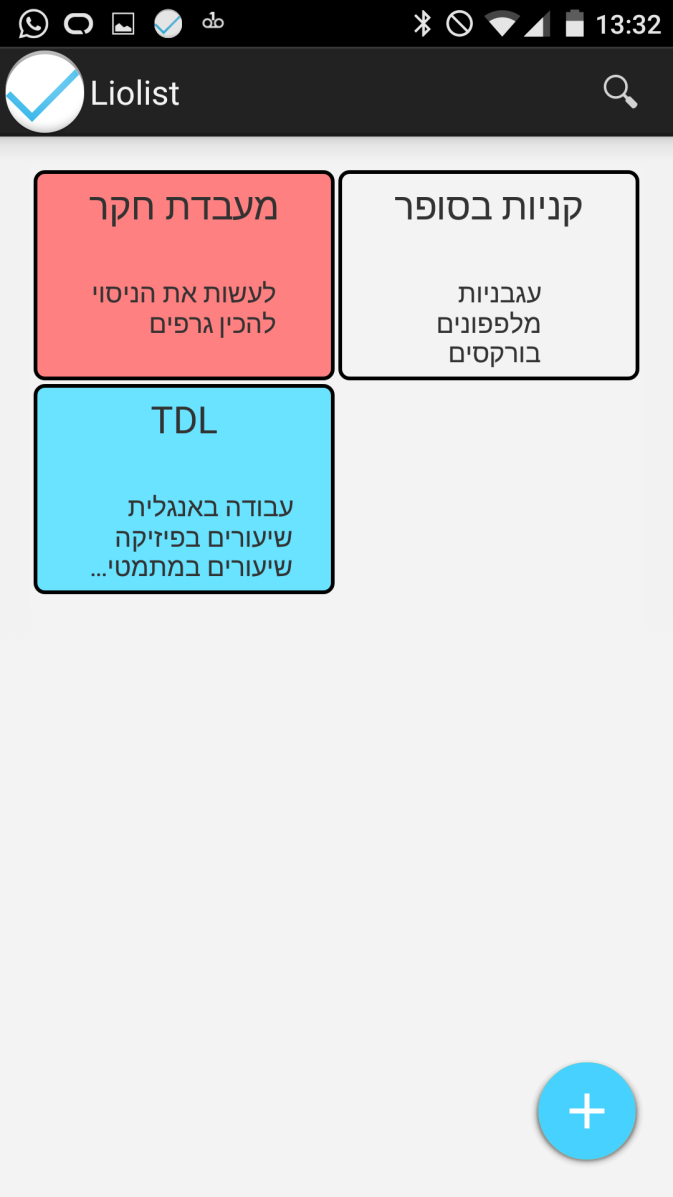 13:32
Liolist
קניות בסופר
עגבניות
מלפפונים
בורקסים
מעבדת חקר
לעשות את הניסוי
להכין גרפים
TDL
עבודה באנגלית
שיעורים בפיזיקה
שיעורים במתמטי...